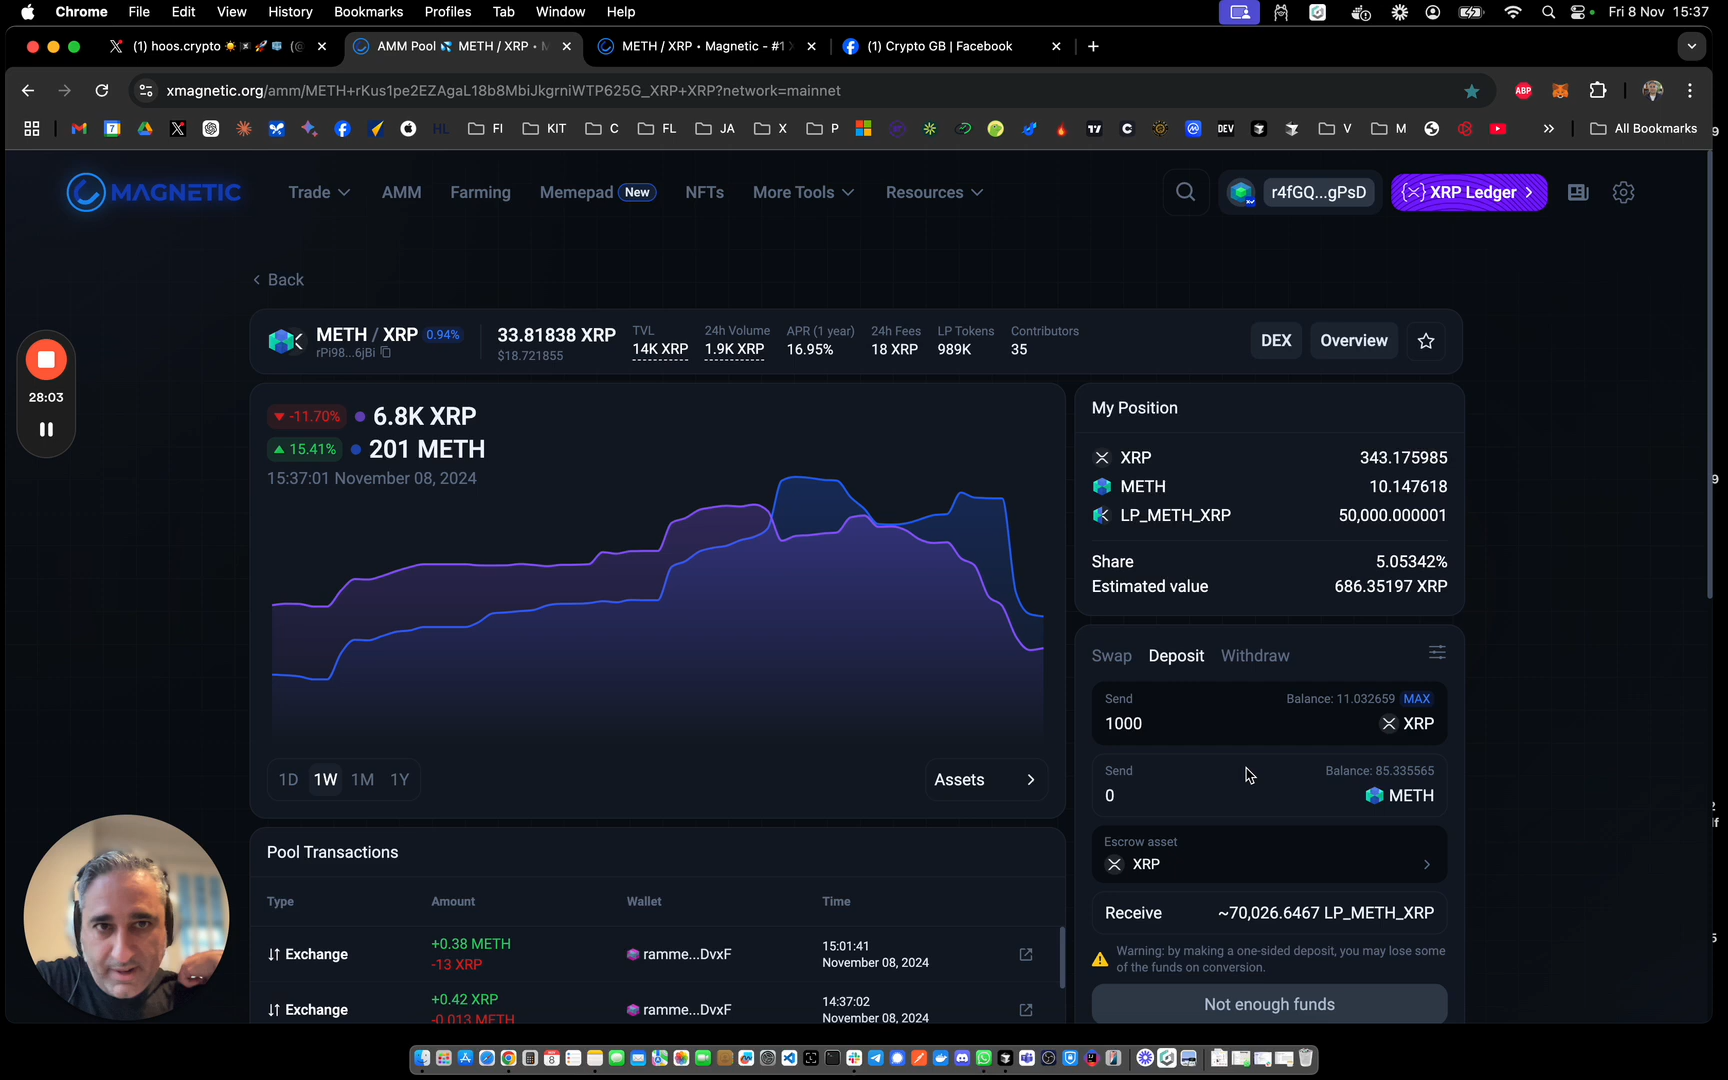 Chrome File Edit View History Bookmarks Profiles Tab Window Help Fri 8 Nov 15:37
(1) hoos.crypto AMM Pool METH / XRP • METH / XRP • Magnetic - #1 (1) Crypto GB | Facebook
xmagnetic.org/amm/METH+rKus1pe2EZAgaL18b8MbiJkgrniWTP625G_XRP+XRP?network=mainnet
HL FI KIT C FL JA X P DEV V M All Bookmarks
MAGNETIC Trade AMM Farming Memepad New NFTs More Tools Resources r4fGQ...gPsD XRP Ledger
Back
METH / XRP 0.94%
rPi98...6jBi
33.81838 XRP
$18.721855
TVL
14K XRP
24h Volume
1.9K XRP
APR (1 year)
16.95%
24h Fees
18 XRP
LP Tokens
989K
Contributors
35
DEX Overview
28:03
-11.70% 6.8K XRP
15.41% 201 METH
15:37:01 November 08, 2024
1D 1W 1M 1Y
Assets
My Position
XRP 343.175985
METH 10.147618
LP_METH_XRP 50,000.000001
Share 5.05342%
Estimated value 686.35197 XRP
Swap Deposit Withdraw
Send Balance: 11.032659 MAX
1000 XRP
Send Balance: 85.335565
0 METH
Escrow asset
XRP
Receive ~70,026.6467 LP_METH_XRP
Warning: by making a one-sided deposit, you may lose some
of the funds on conversion.
Not enough funds
Pool Transactions
Type Amount Wallet Time
Exchange +0.38 METH -13 XRP ramme...DvxF 15:01:41 November 08, 2024
Exchange +0.42 XRP -0.013 METH ramme...DvxF 14:37:02 November 08, 2024